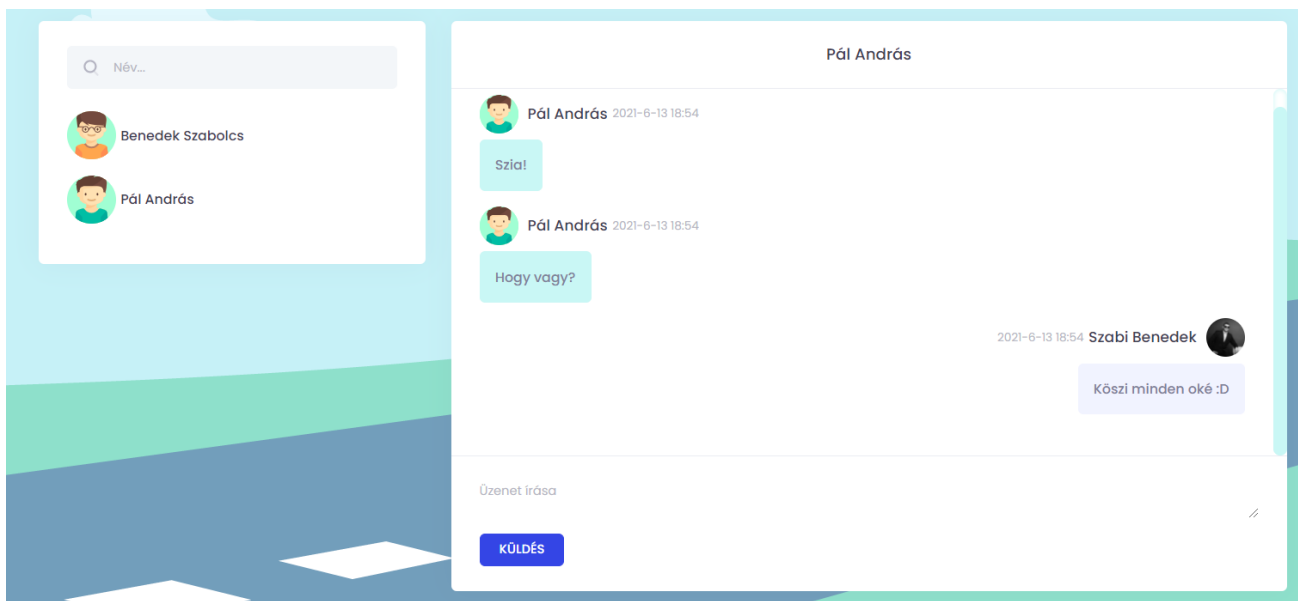 Név...
Benedek Szabolcs
Pál András
Pál András
Pál András 2021-6-13 18:54
Szia!
Pál András 2021-6-13 18:54
Hogy vagy?
2021-6-13 18:54 Szabi Benedek
Köszi minden oké :D
Üzenet írása
KÜLDÉS